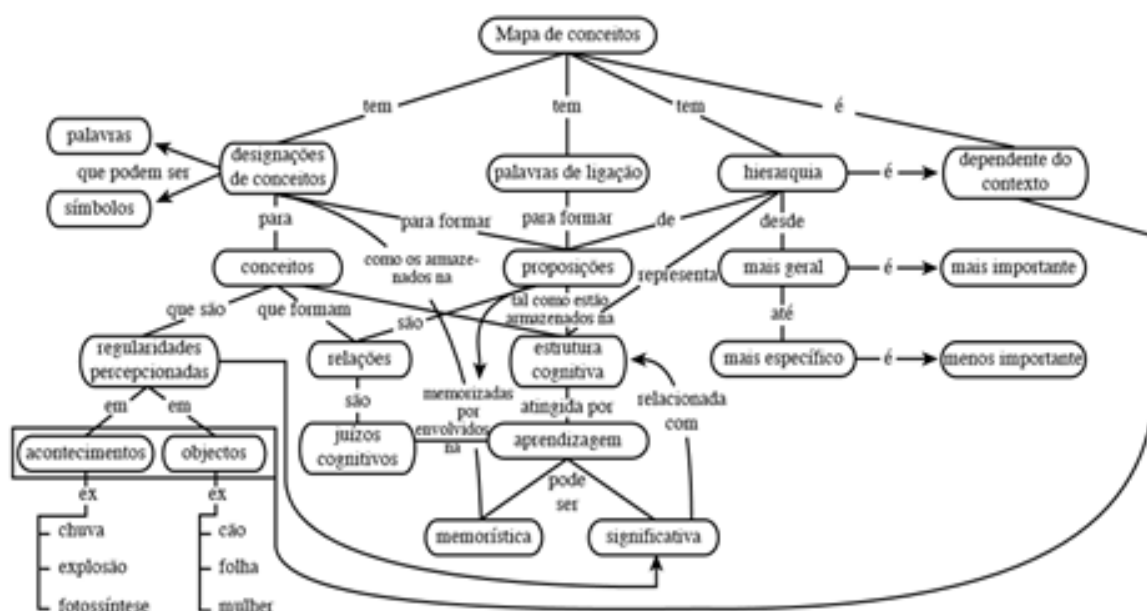 Mapa de conceitos
tem
tem
tem
é
palavras
que podem ser
símbolos
designações
de conceitos
palavras de ligação
hierarquia
é
dependente do
contexto
para
para formar
para formar
de
desde
como os armaze-
nados na
conceitos
proposições
representa
mais geral
é
mais importante
que são
que formam
são
tal como estão
armazenados na
até
regularidades
percepcionadas
relações
estrutura
cognitiva
mais específico
é
menos importante
em
em
são
memorizadas
por
envolvidos
na
atingida por
relacionada
com
acontecimentos
objectos
juízos
cognitivos
aprendizagem
ex
ex
pode
ser
chuva
explosão
fotossíntese
cão
folha
mulher
memorística
significativa